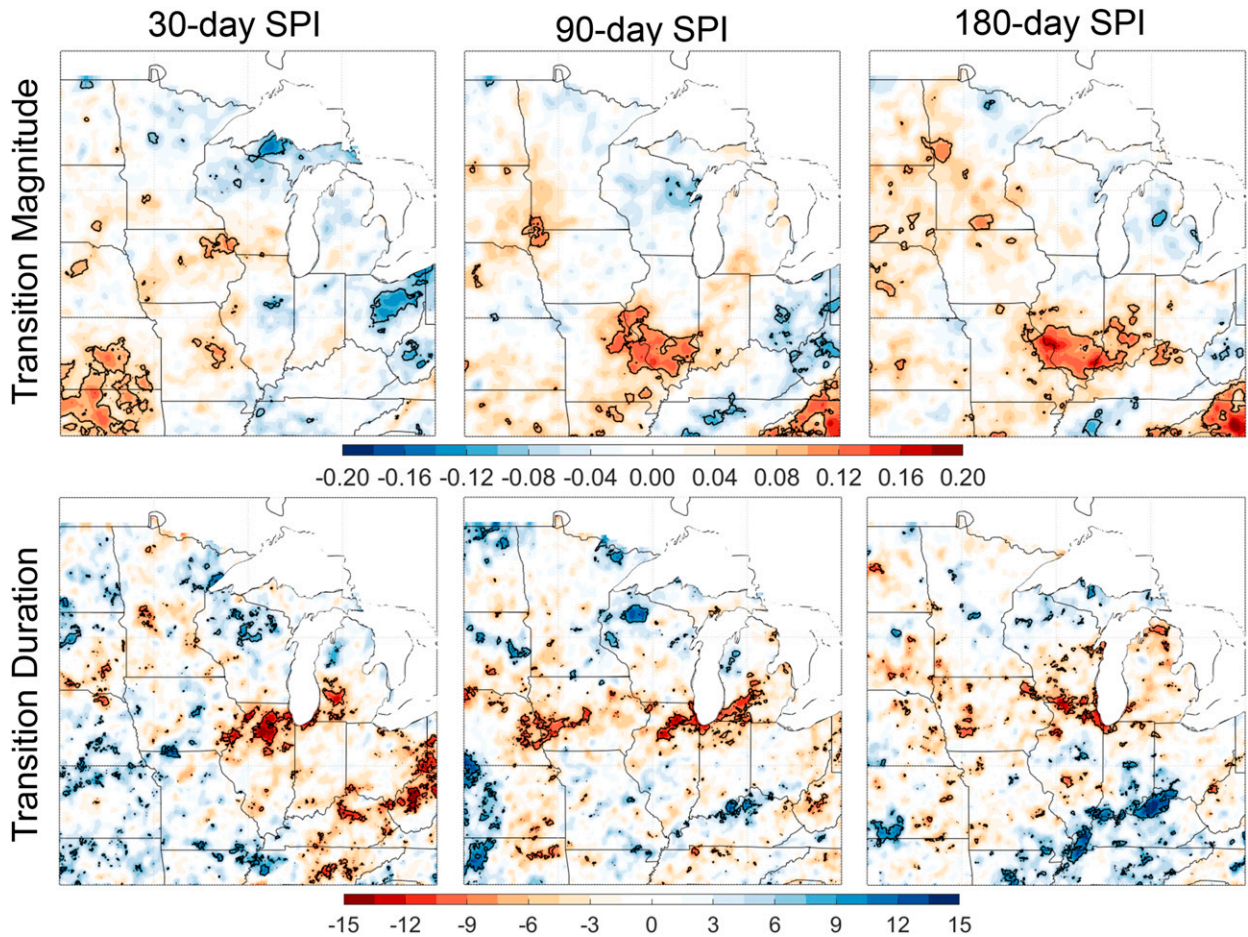 30-day SPI 90-day SPI 180-day SPI
Transition Magnitude
-0.20 -0.16 -0.12 -0.08 -0.04 0.00 0.04 0.08 0.12 0.16 0.20
Transition Duration
-15 -12 -9 -6 -3 0 3 6 9 12 15